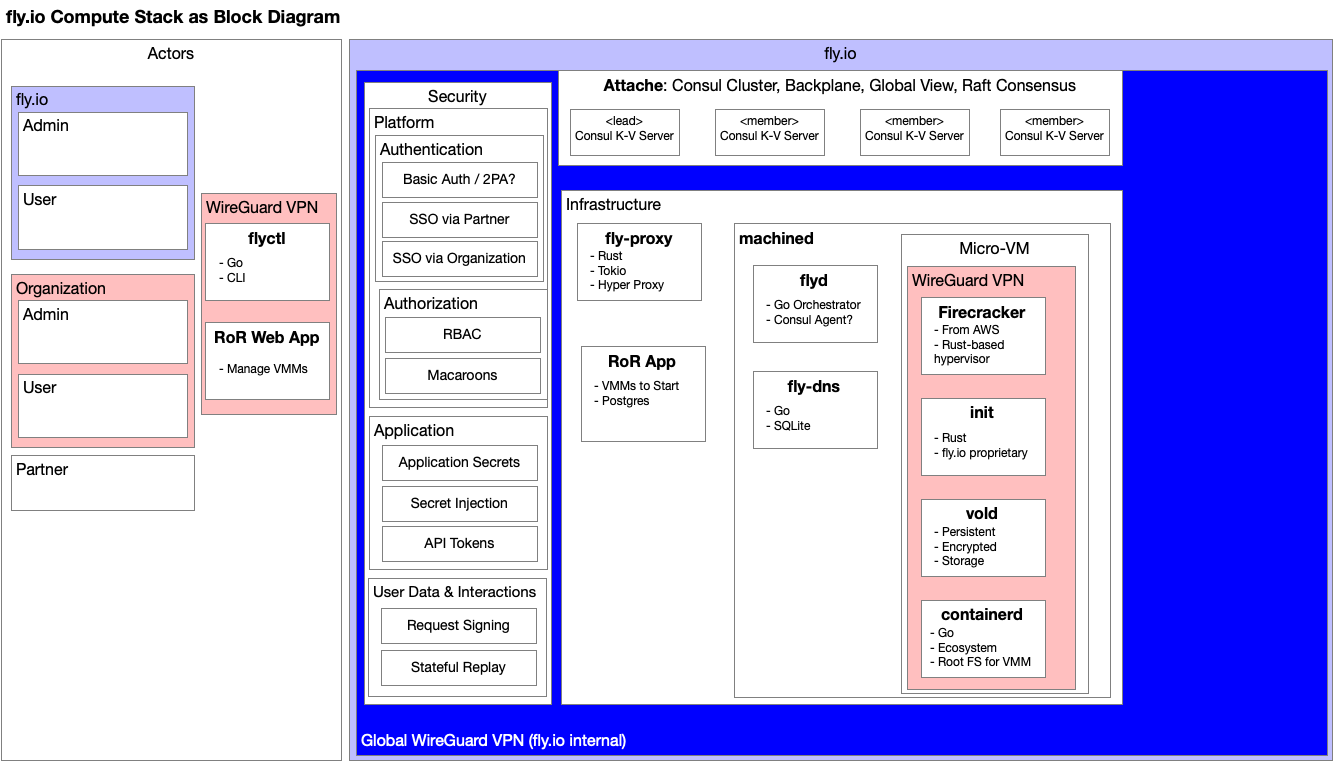 fly.io Compute Stack as Block Diagram
Actors
fly.io
Admin
User
Organization
Admin
User
Partner
WireGuard VPN
flyctl
- Go
- CLI
RoR Web App
- Manage VMMs
fly.io
Security
Platform
Authentication
Basic Auth / 2PA?
SSO via Partner
SSO via Organization
Authorization
RBAC
Macaroons
Application
Application Secrets
Secret Injection
API Tokens
User Data & Interactions
Request Signing
Stateful Replay
Attache: Consul Cluster, Backplane, Global View, Raft Consensus
<lead>
Consul K-V Server
<member>
Consul K-V Server
<member>
Consul K-V Server
<member>
Consul K-V Server
Infrastructure
fly-proxy
- Rust
- Tokio
- Hyper Proxy
RoR App
- VMMs to Start
- Postgres
machined
flyd
- Go Orchestrator
- Consul Agent?
fly-dns
- Go
- SQLite
Micro-VM
WireGuard VPN
Firecracker
- From AWS
- Rust-based
hypervisor
init
- Rust
- fly.io proprietary
vold
- Persistent
- Encrypted
- Storage
containerd
- Go
- Ecosystem
- Root FS for VMM
Global WireGuard VPN (fly.io internal)